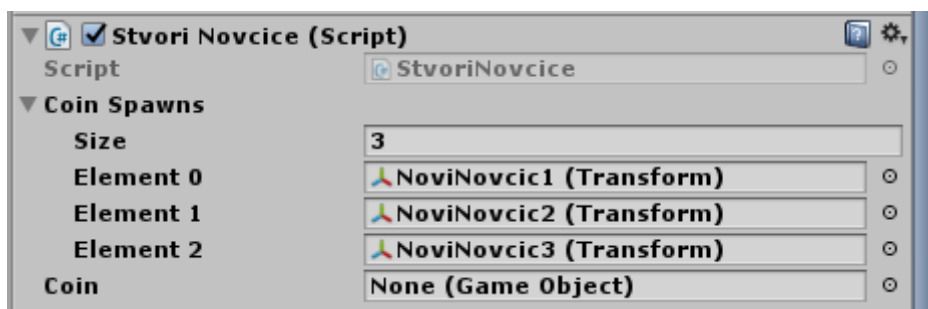 Stvori Novcice (Script)
Script StvoriNovcice
Coin Spawns
Size 3
Element 0 NoviNovcic1 (Transform)
Element 1 NoviNovcic2 (Transform)
Element 2 NoviNovcic3 (Transform)
Coin None (Game Object)